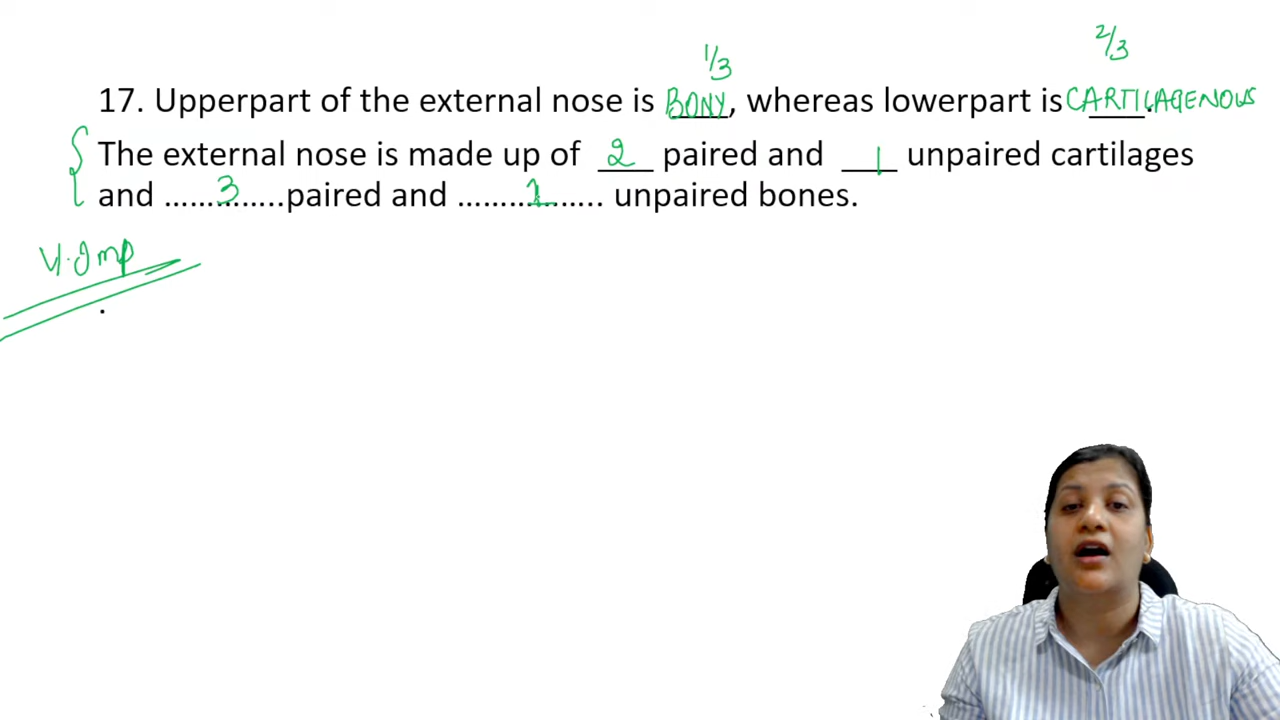 1/3 2/3
17. Upperpart of the external nose is BONY, whereas lowerpart is CARTILAGENOUS.
The external nose is made up of 2 paired and 1 unpaired cartilages
and ……3……..paired and ………1…….. unpaired bones.
V.Imp
.